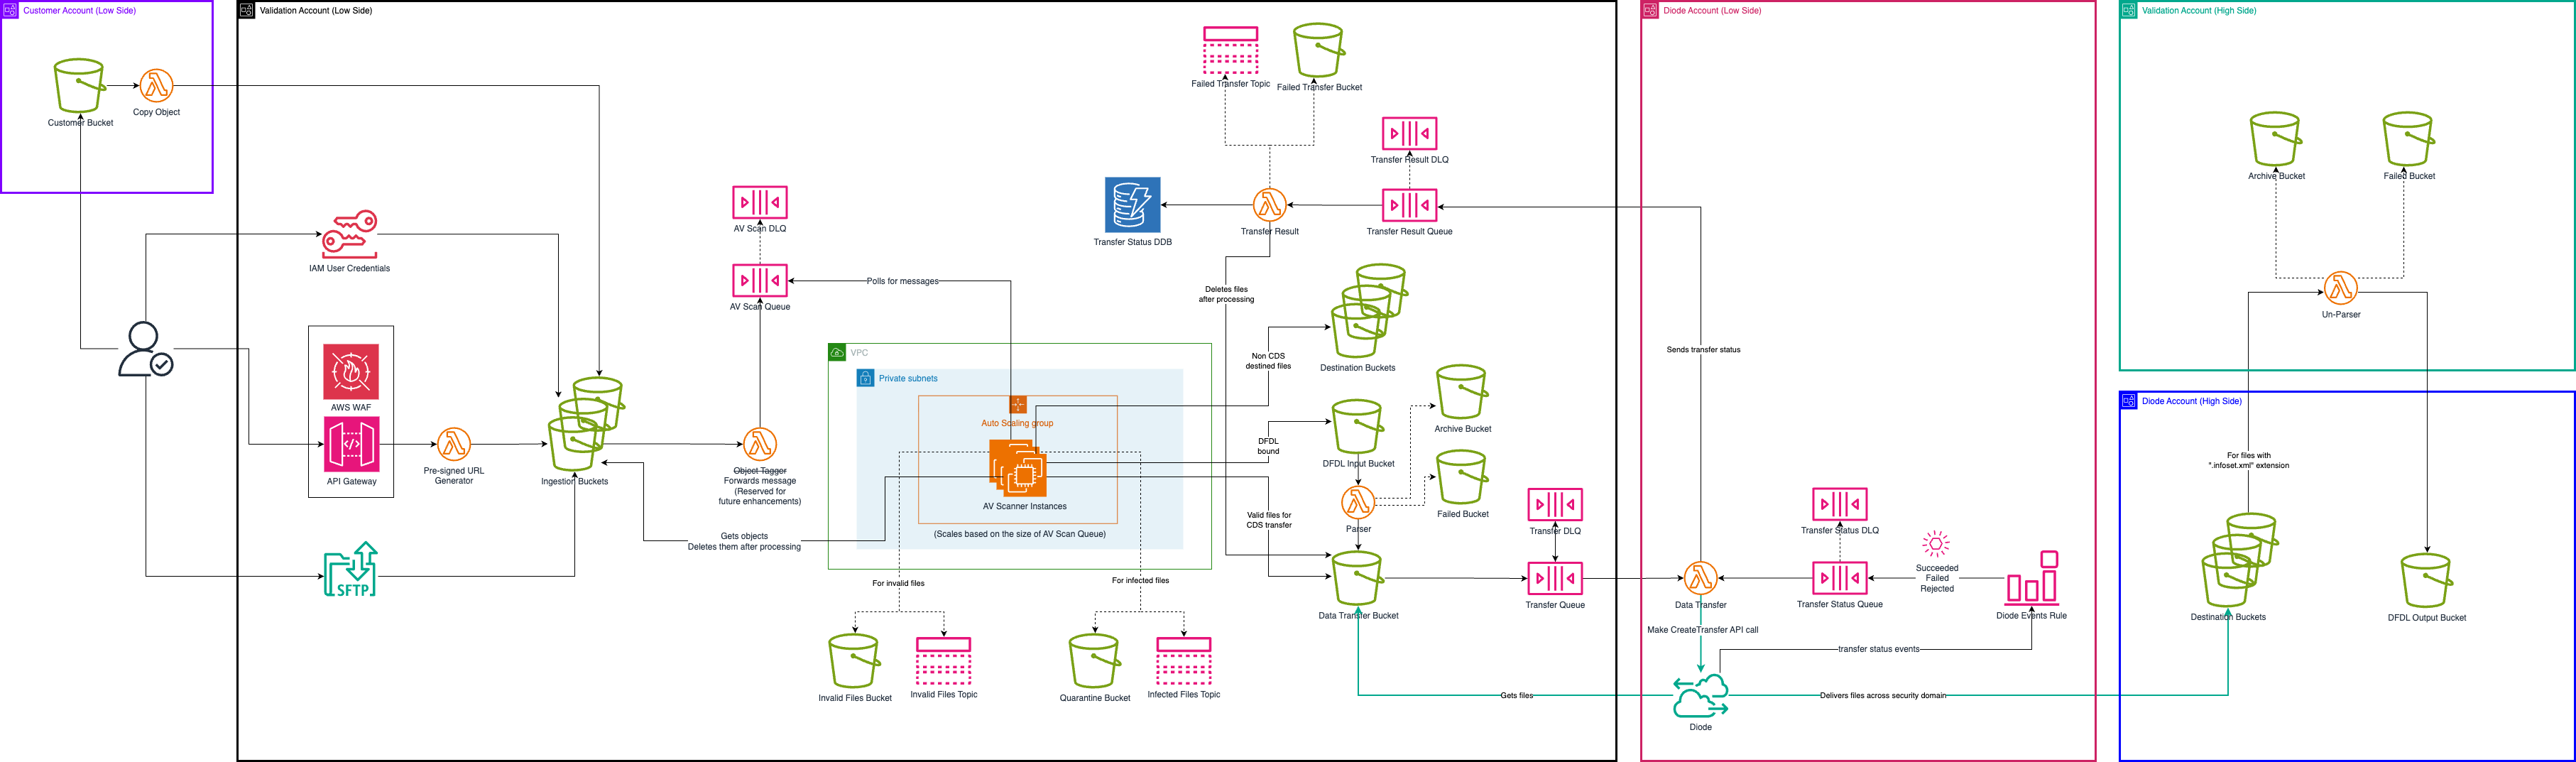 Customer Account (Low Side)
Customer Bucket
Copy Object
Validation Account (Low Side)
IAM User Credentials
AWS WAF
API Gateway
Pre-signed URL
Generator
SFTP
Ingestion Buckets
AV Scan DLQ
AV Scan Queue
Object Tagger
Forwards message
(Reserved for
future enhancements)
Polls for messages
VPC
Private subnets
Auto Scaling group
AV Scanner Instances
(Scales based on the size of AV Scan Queue)
Gets objects
Deletes them after processing
For invalid files
For infected files
Invalid Files Bucket
Invalid Files Topic
Quarantine Bucket
Infected Files Topic
Failed Transfer Topic
Failed Transfer Bucket
Transfer Result DLQ
Transfer Status DDB
Transfer Result
Transfer Result Queue
Deletes files
after processing
Destination Buckets
Non CDS
destined files
DFDL
bound
Valid files for
CDS transfer
DFDL Input Bucket
Archive Bucket
Failed Bucket
Parser
Data Transfer Bucket
Transfer DLQ
Transfer Queue
Gets files
Diode Account (Low Side)
Sends transfer status
Data Transfer
Make CreateTransfer API call
Transfer Status DLQ
Transfer Status Queue
Succeeded
Failed
Rejected
Diode Events Rule
transfer status events
Diode
Delivers files across security domain
Validation Account (High Side)
Archive Bucket
Failed Bucket
Un-Parser
Diode Account (High Side)
For files with
".infoset.xml" extension
Destination Buckets
DFDL Output Bucket